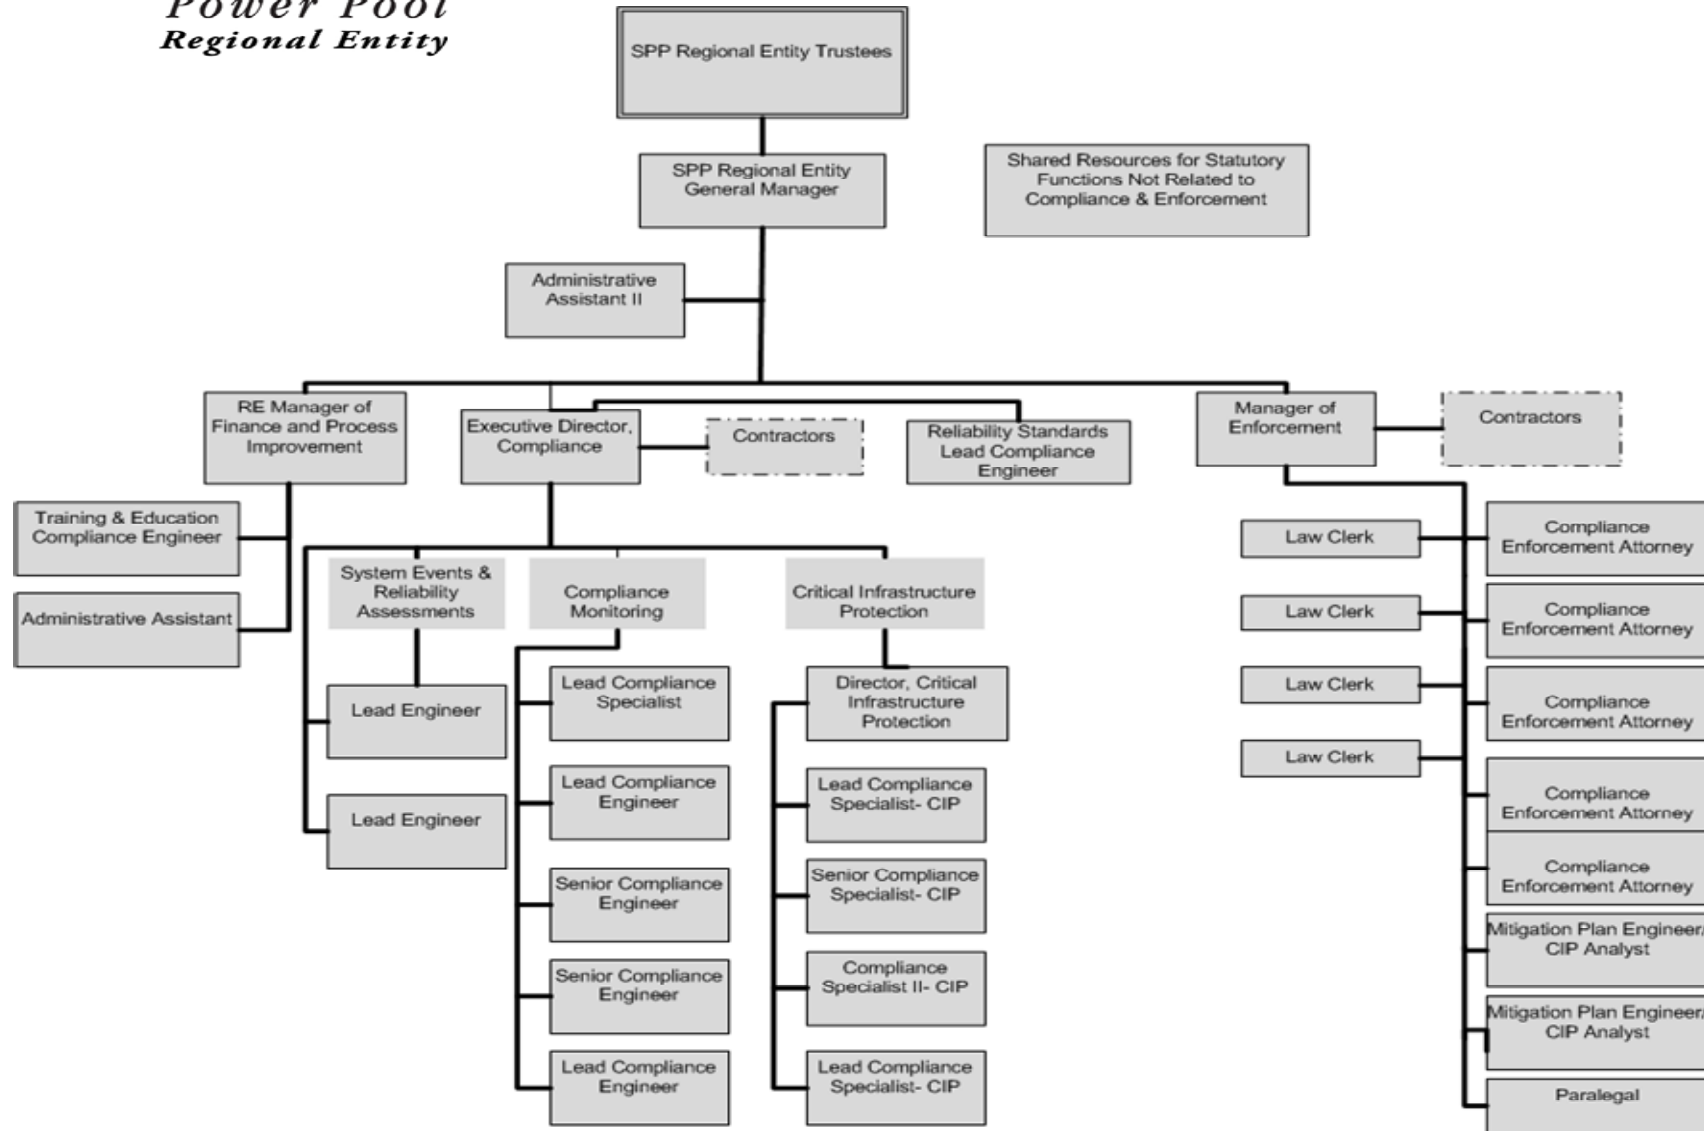 Power Pool
Regional Entity
SPP Regional Entity Trustees
SPP Regional Entity
General Manager
Shared Resources for Statutory
Functions Not Related to
Compliance & Enforcement
Administrative
Assistant II
RE Manager of
Finance and Process
Improvement
Executive Director,
Compliance
Contractors
Reliability Standards
Lead Compliance
Engineer
Manager of
Enforcement
Contractors
Training & Education
Compliance Engineer
Administrative Assistant
System Events &
Reliability
Assessments
Lead Engineer
Lead Engineer
Compliance
Monitoring
Lead Compliance
Specialist
Lead Compliance
Engineer
Senior Compliance
Engineer
Senior Compliance
Engineer
Lead Compliance
Engineer
Critical Infrastructure
Protection
Director, Critical
Infrastructure
Protection
Lead Compliance
Specialist- CIP
Senior Compliance
Specialist- CIP
Compliance
Specialist II- CIP
Lead Compliance
Specialist- CIP
Law Clerk
Law Clerk
Law Clerk
Law Clerk
Compliance
Enforcement Attorney
Compliance
Enforcement Attorney
Compliance
Enforcement Attorney
Compliance
Enforcement Attorney
Compliance
Enforcement Attorney
Mitigation Plan Engineer/
CIP Analyst
Mitigation Plan Engineer/
CIP Analyst
Paralegal